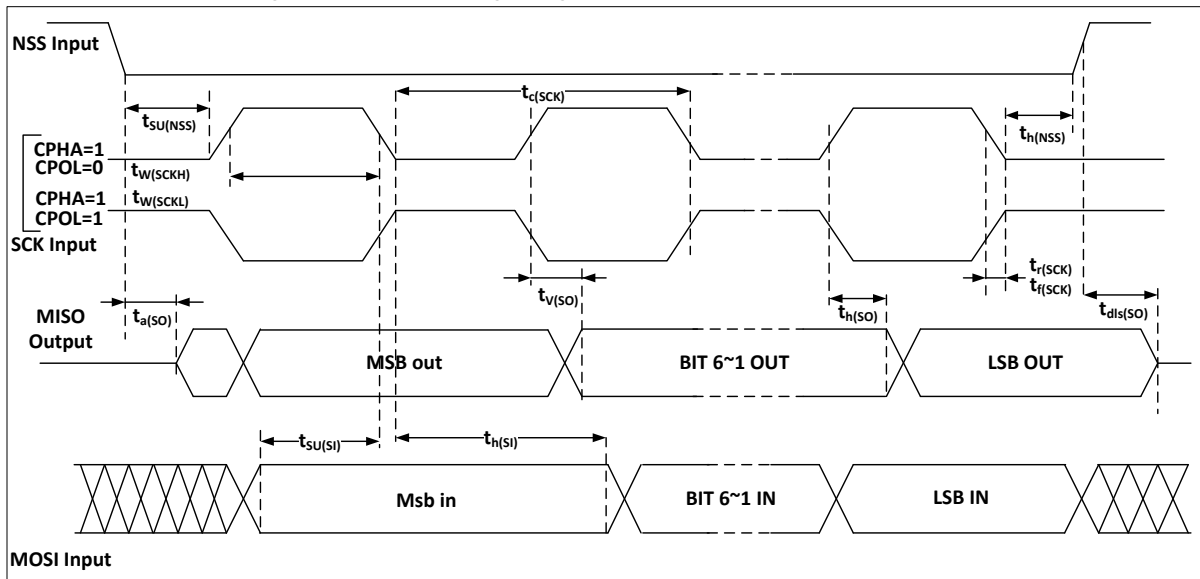 NSS Input
tc(SCK)
tSU(NSS)
th(NSS)
CPHA=1
CPOL=0
tW(SCKH)
CPHA=1
tW(SCKL)
CPOL=1
SCK Input
tr(SCK)
tV(SO)
tf(SCK)
ta(SO)
th(SO)
tdis(SO)
MISO
Output
MSB out
BIT 6~1 OUT
LSB OUT
tSU(SI)
th(SI)
Msb in
BIT 6~1 IN
LSB IN
MOSI Input